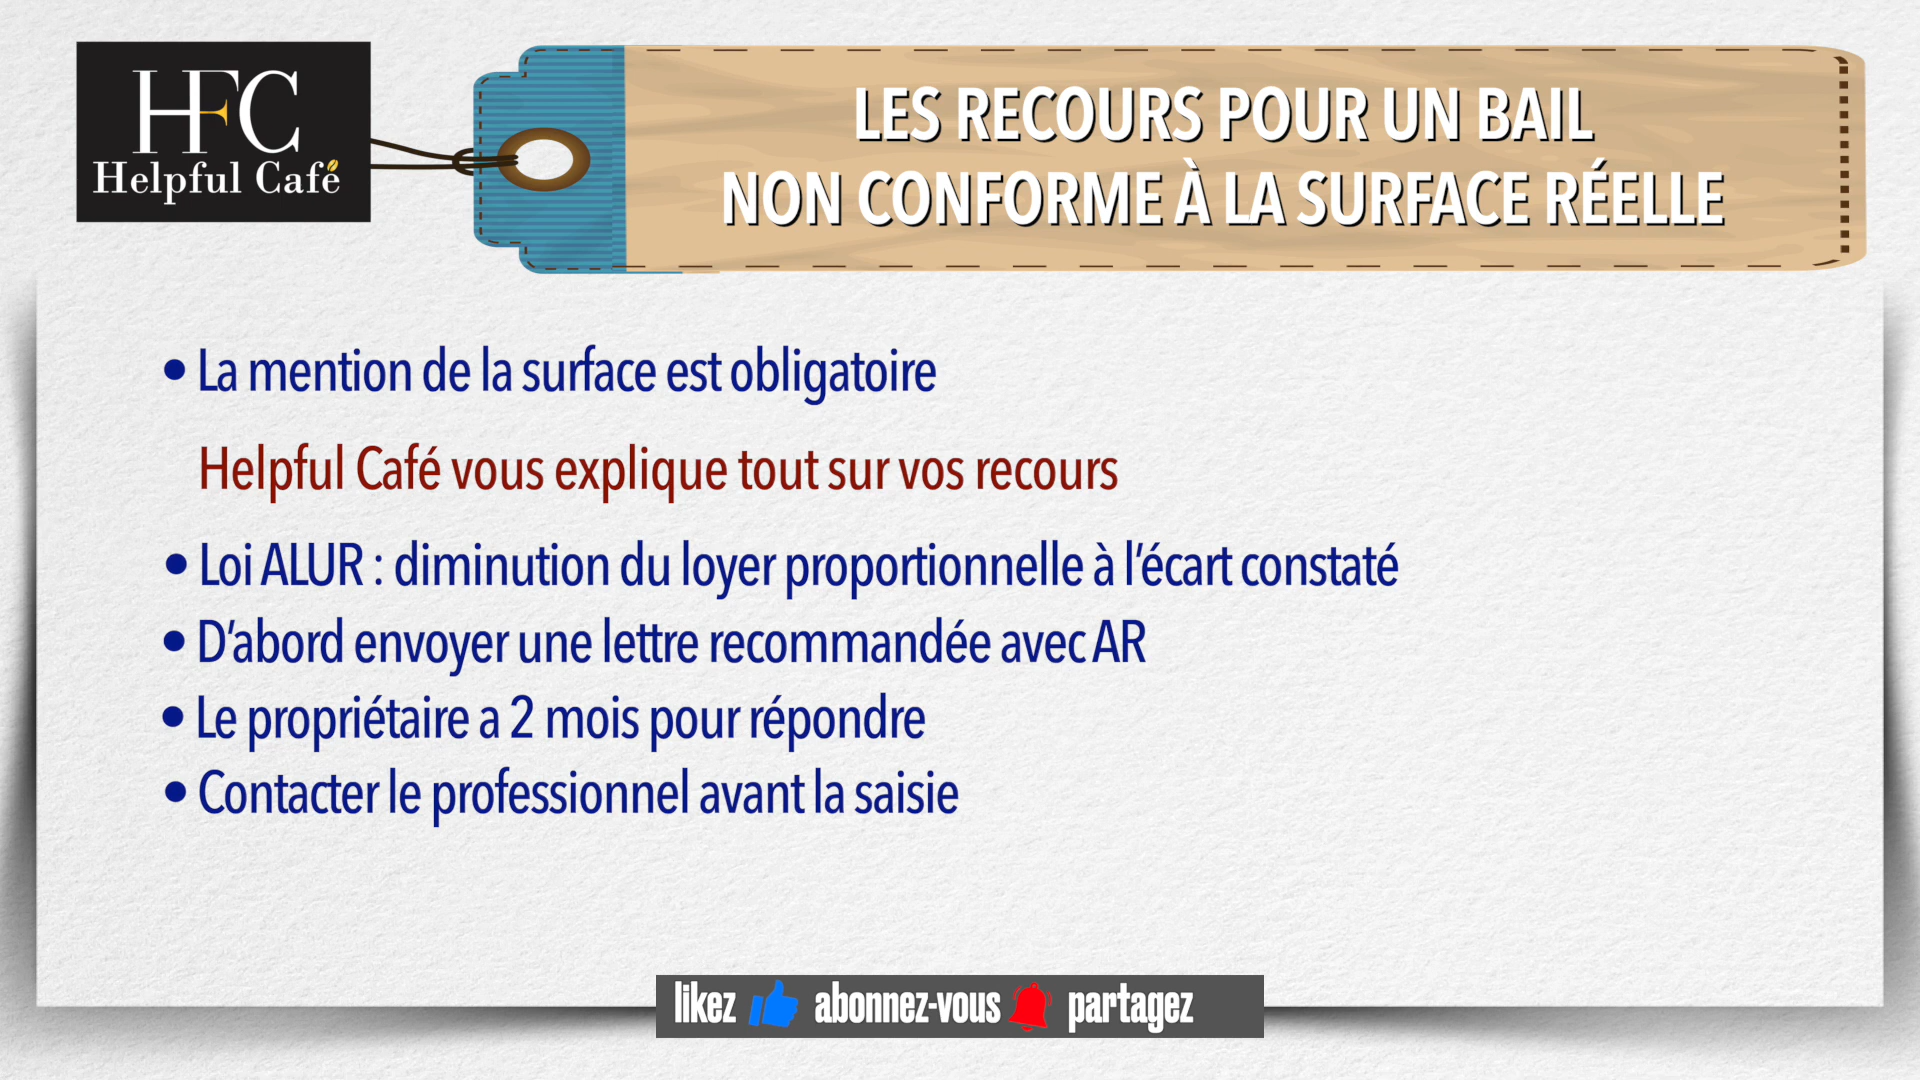 HFC
Helpful Café
LES RECOURS POUR UN BAIL
NON CONFORME À LA SURFACE RÉELLE
• La mention de la surface est obligatoire
Helpful Café vous explique tout sur vos recours
• Loi ALUR : diminution du loyer proportionnelle à l'écart constaté
• D'abord envoyer une lettre recommandée avec AR
• Le propriétaire a 2 mois pour répondre
• Contacter le professionnel avant la saisie
likez abonnez-vous partagez